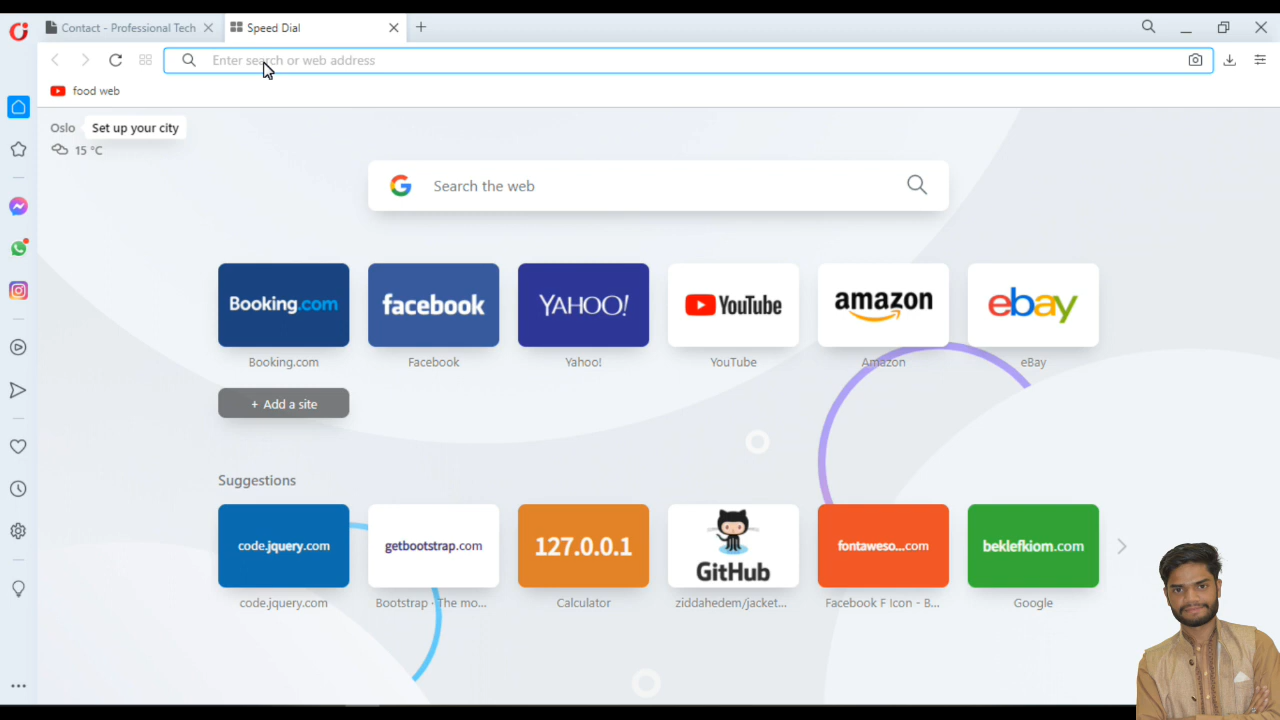 Contact - Professional Tech
Speed Dial
Enter search or web address
food web
Oslo
Set up your city
15 °C
Search the web
Booking.com
facebook
YAHOO!
YouTube
amazon
ebay
Booking.com
Facebook
Yahoo!
YouTube
Amazon
eBay
+ Add a site
Suggestions
code.jquery.com
getbootstrap.com
127.0.0.1
GitHub
fontaweso...com
beklefkiom.com
code.jquery.com
Bootstrap · The mo...
Calculator
ziddahedem/jacket...
Facebook F Icon - B...
Google